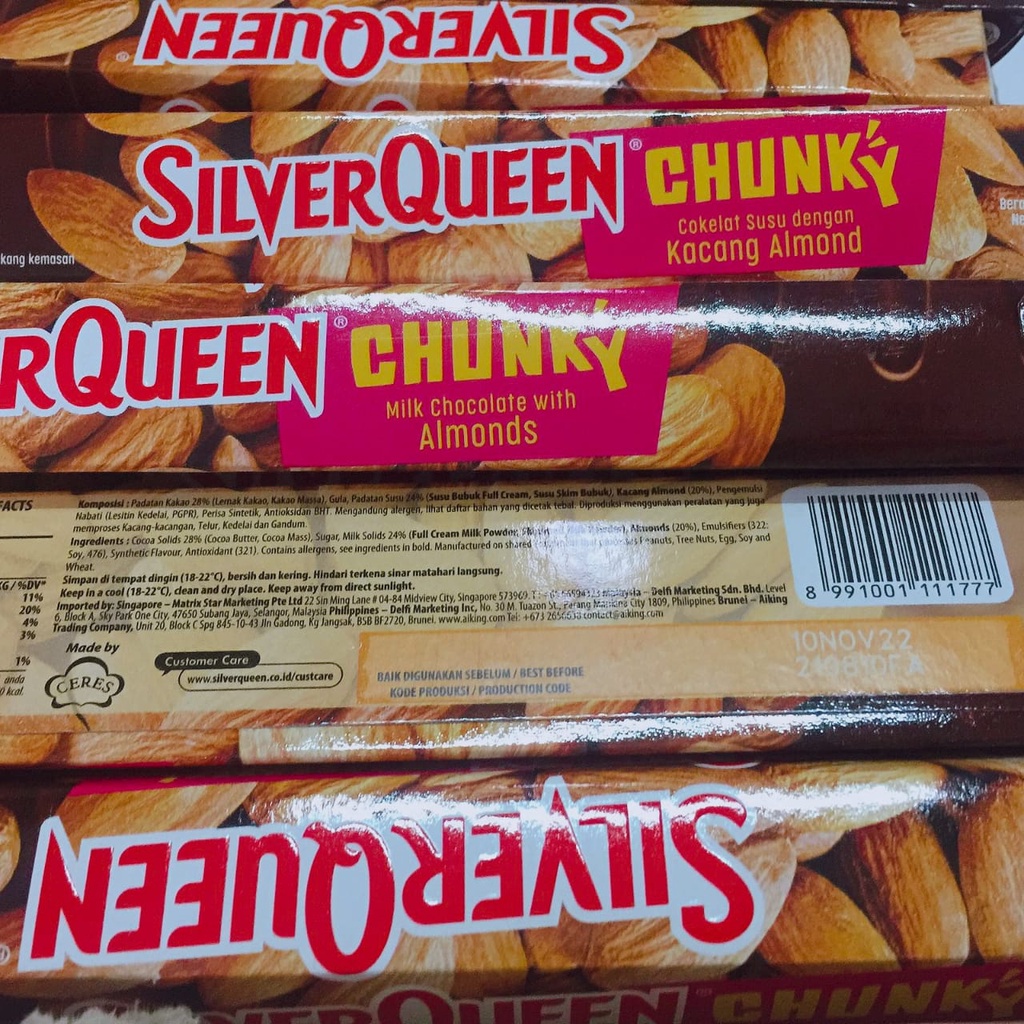 SILVERQUEEN®
SILVERQUEEN® CHUNKY
Cokelat Susu dengan
Kacang Almond
kang kemasan
Bera
Ne
RQUEEN® CHUNKY
Milk Chocolate with
Almonds
FACTS
KG / %DV*
11%
20%
4%
3%
1%
anda
0 kcal.
Komposisi : Padatan Kakao 28% (Lemak Kakao, Kakao Massa), Gula, Padatan Susu 24% (Susu Bubuk Full Cream, Susu Skim Bubuk), Kacang Almond (20%), Pengemulsi
Nabati (Lesitin Kedelai, PGPR), Perisa Sintetik, Antioksidan BHT. Mengandung alergen, lihat daftar bahan yang dicetak tebal. Diproduksi menggunakan peralatan yang juga
memproses Kacang-kacangan, Telur, Kedelai dan Gandum.
Ingredients : Cocoa Solids 28% (Cocoa Butter, Cocoa Mass), Sugar, Milk Solids 24% (Full Cream Milk Powder, Powder), Almonds (20%), Emulsifiers (322:
Soy, 476), Synthetic Flavour, Antioxidant (321). Contains allergens, see ingredients in bold. Manufactured on shared Peanuts, Tree Nuts, Egg, Soy and
Wheat.
Simpan di tempat dingin (18-22°C), bersih dan kering. Hindari terkena sinar matahari langsung.
Keep in a cool (18-22°C), clean and dry place. Keep away from direct sunlight.
Imported by: Singapore – Matrix Star Marketing Pte Ltd 22 Sin Ming Lane # 04-84 Midview City, Singapore 573969. Malaysia – Delfi Marketing Sdn. Bhd. Level
6, Block A, Sky Park One City, 47650 Subang Jaya, Selangor, Malaysia Philippines – Delfi Marketing Inc, No. 30 M. Tuazon St., City 1809, Philippines Brunei – Aiking
Trading Company, Unit 20, Block C Spg 845-10-43 Jln Gadong, Kg Jangsak, BSB BF2720, Brunei. www.aiking.com Tel: +673 contact@aiking.com
Made by
CERES
Customer Care
www.silverqueen.co.id/custcare
BAIK DIGUNAKAN SEBELUM / BEST BEFORE
KODE PRODUKSI / PRODUCTION CODE
10NOV22
8 991001 111777
SILVERQUEEN®
VERQUEEN® CHUNKY